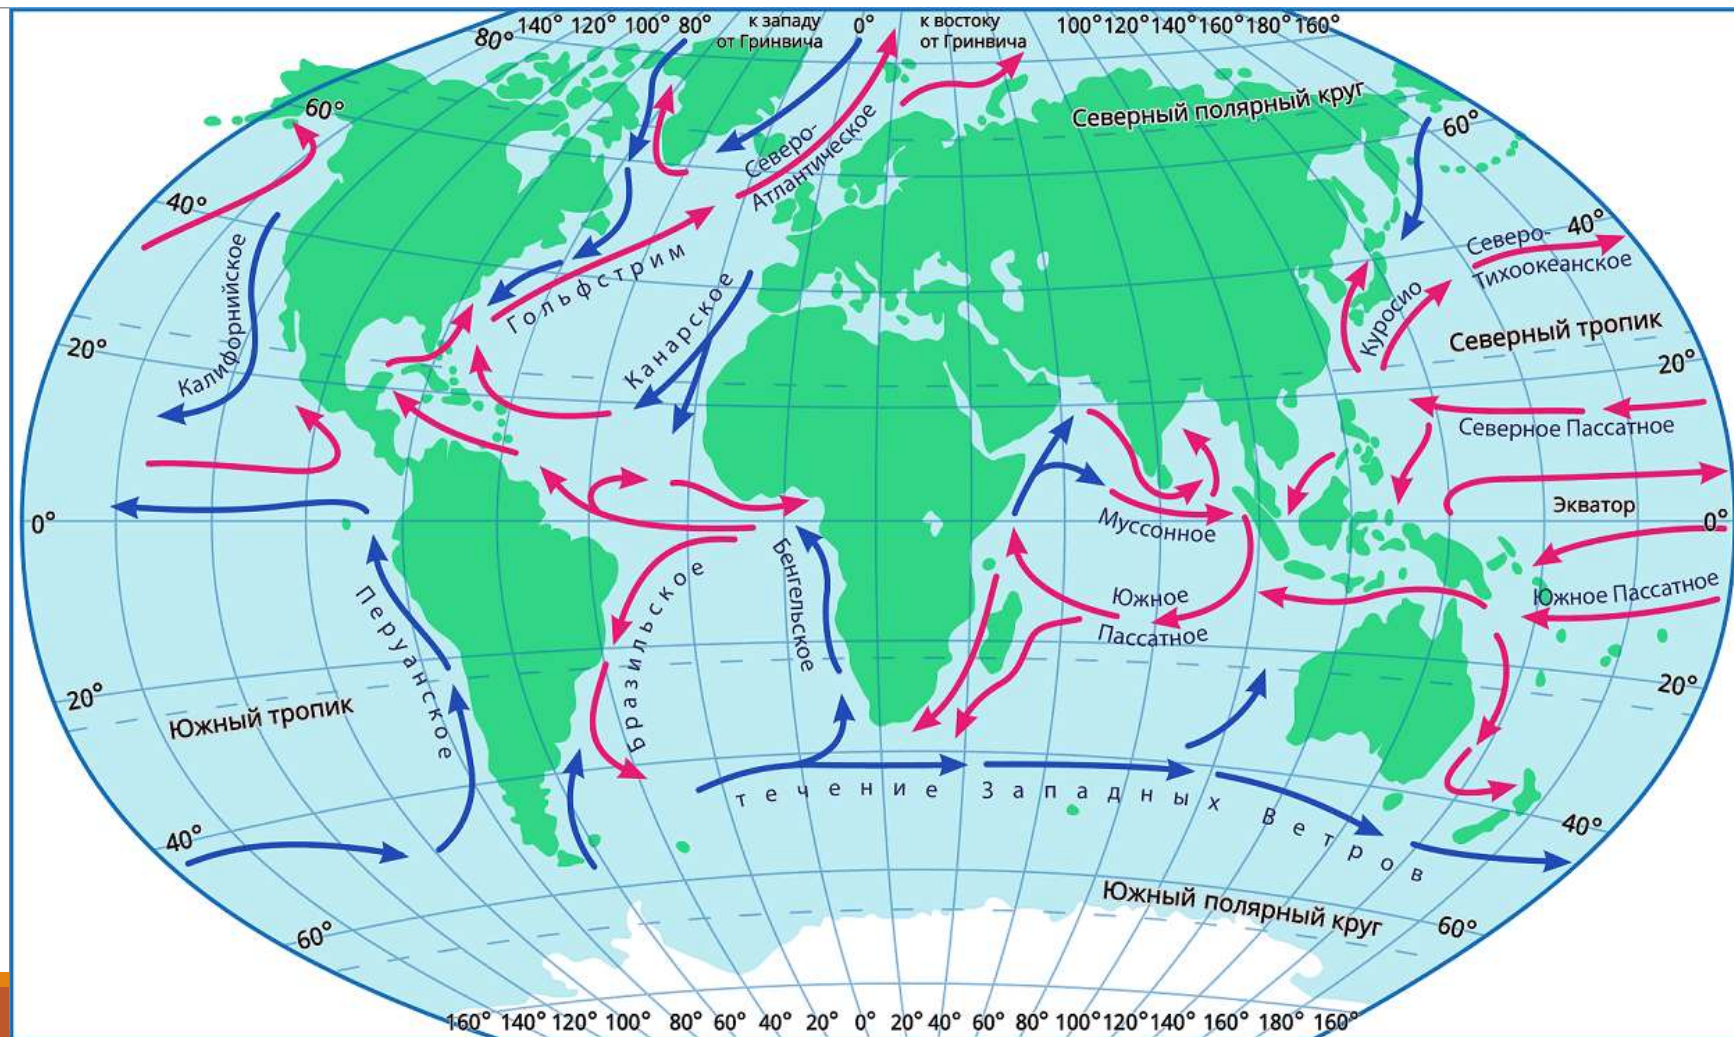 140° 120° 100° 80° к западу 0° к востоку 100° 120° 140° 160° 180° 160°
80° от Гринвича от Гринвича
60° Северный полярный круг 60°
Северо-
Атлантическое
40° 40°
Северо-
Тихоокеанское
Калифорнийское
Гольфстрим
Канарское
Куросио
Северный тропик
20° 20°
Северное Пассатное
Экватор
0° 0°
Муссонное
Бенгельское
Перуанское
Бразильское
Южное
Пассатное
Южное Пассатное
20° 20°
Южный тропик
течение Западных Ветров
40° 40°
Южный полярный круг
60° 60°
160° 140° 120° 100° 80° 60° 40° 20° 0° 20° 40° 60° 80° 100° 120° 140° 160° 180° 160°